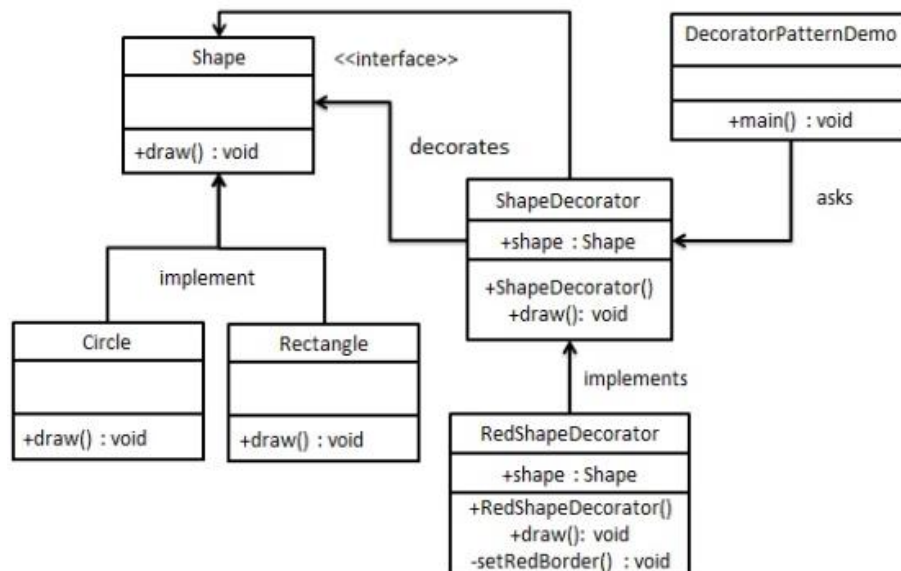 Shape
<<interface>>
+draw() : void
DecoratorPatternDemo
+main() : void
decorates
asks
ShapeDecorator
+shape : Shape
+ShapeDecorator()
+draw(): void
implement
Circle
+draw() : void
Rectangle
+draw() : void
implements
RedShapeDecorator
+shape : Shape
+RedShapeDecorator()
+draw(): void
-setRedBorder() : void